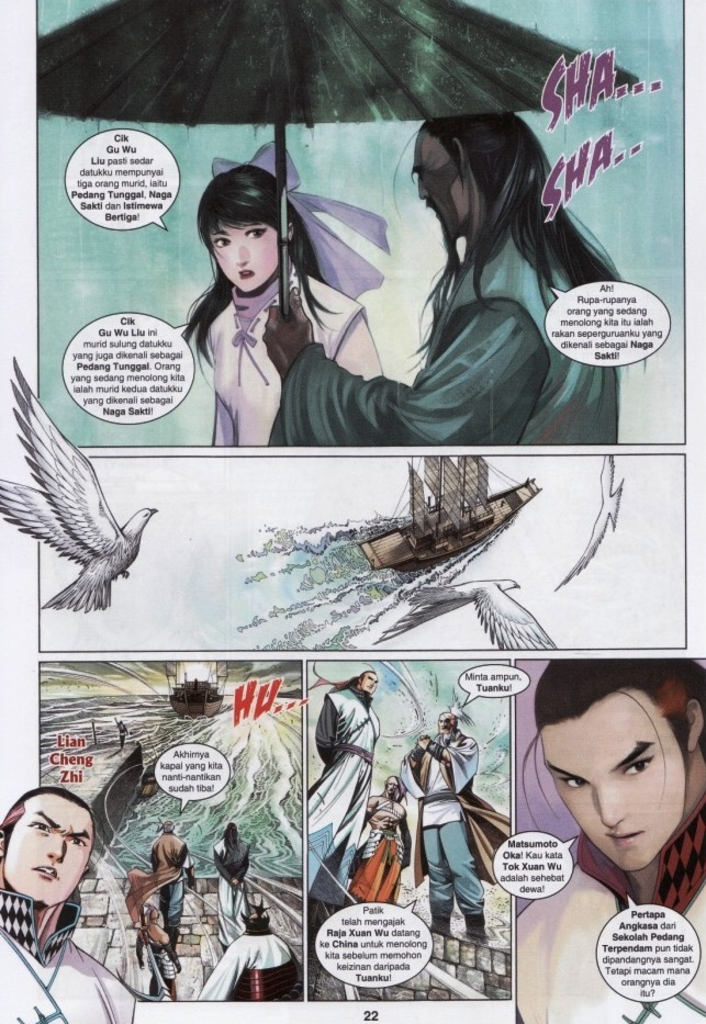 SHA...
SHA..
Cik
Gu Wu
Liu pasti sedar
datukku mempunyai
tiga orang murid, iaitu
Pedang Tunggal, Naga
Sakti dan Istimewa
Bertiga!
Cik
Gu Wu Liu ini
murid sulung datukku
yang juga dikenali sebagai
Pedang Tunggal. Orang
yang sedang menolong kita
ialah murid kedua datukku
yang dikenali sebagai
Naga Sakti!
Ah!
Rupa-rupanya
orang yang sedang
menolong kita itu ialah
rakan seperguruanku yang
dikenali sebagai Naga
Sakti!
HU...
Lian
Cheng
Zhi
Akhirnya
kapal yang kita
nanti-nantikan
sudah tiba!
Minta ampun,
Tuanku!
Patik
telah mengajak
Raja Xuan Wu datang
ke China untuk menolong
kita sebelum memohon
keizinan daripada
Tuanku!
Matsumoto
Oka! Kau kata
Tok Xuan Wu
adalah sehebat
dewa!
Pertapa
Angkasa dari
Sekolah Pedang
Terpendam pun tidak
dipandangnya sangat.
Tetapi macam mana
orangnya itu?
22